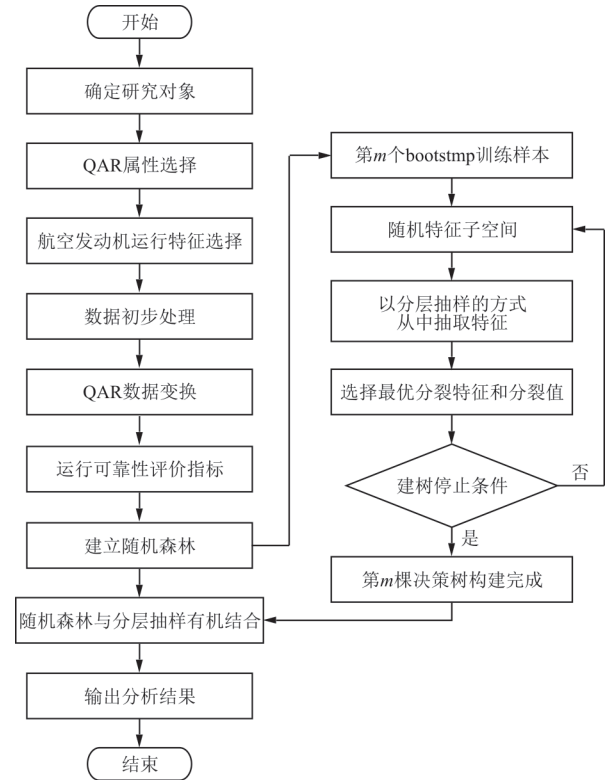 开始
确定研究对象
QAR属性选择
航空发动机运行特征选择
数据初步处理
QAR数据变换
运行可靠性评价指标
建立随机森林
随机森林与分层抽样有机结合
输出分析结果
结束
第m个bootstmp训练样本
随机特征子空间
以分层抽样的方式
从中抽取特征
选择最优分裂特征和分裂值
建树停止条件
否
是
第m棵决策树构建完成